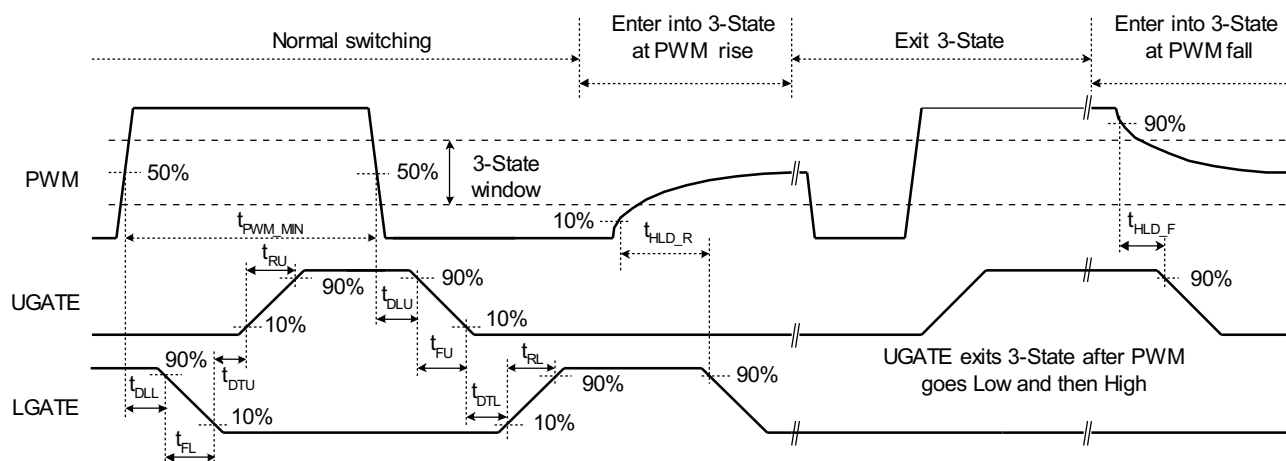 Normal switching
Enter into 3-State
at PWM rise
Exit 3-State
Enter into 3-State
at PWM fall
PWM
50%
50%
3-State
window
10%
90%
tPWM_MIN
tHLD_R
tHLD_F
tRU
UGATE
90%
90%
90%
tDLU
10%
10%
tFU
tRL
90%
tDTU
tDLL
LGATE
90%
90%
tDTL
10%
10%
tFL
UGATE exits 3-State after PWM
goes Low and then High